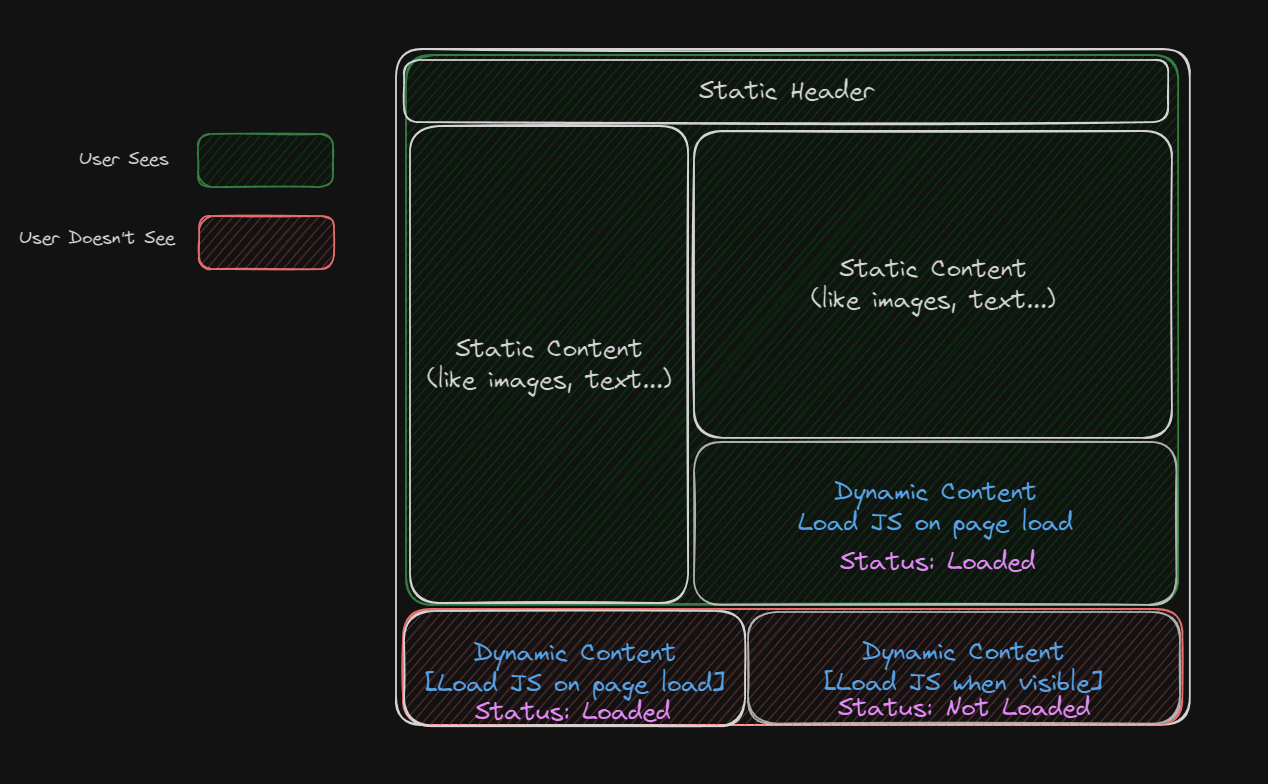 User Sees
User Doesn't See
Static Header
Static Content
(like images, text...)
Static Content
(like images, text...)
Dynamic Content
Load JS on page load
Status: Loaded
Dynamic Content
[Load JS on page load]
Status: Loaded
Dynamic Content
[Load JS when visible]
Status: Not Loaded